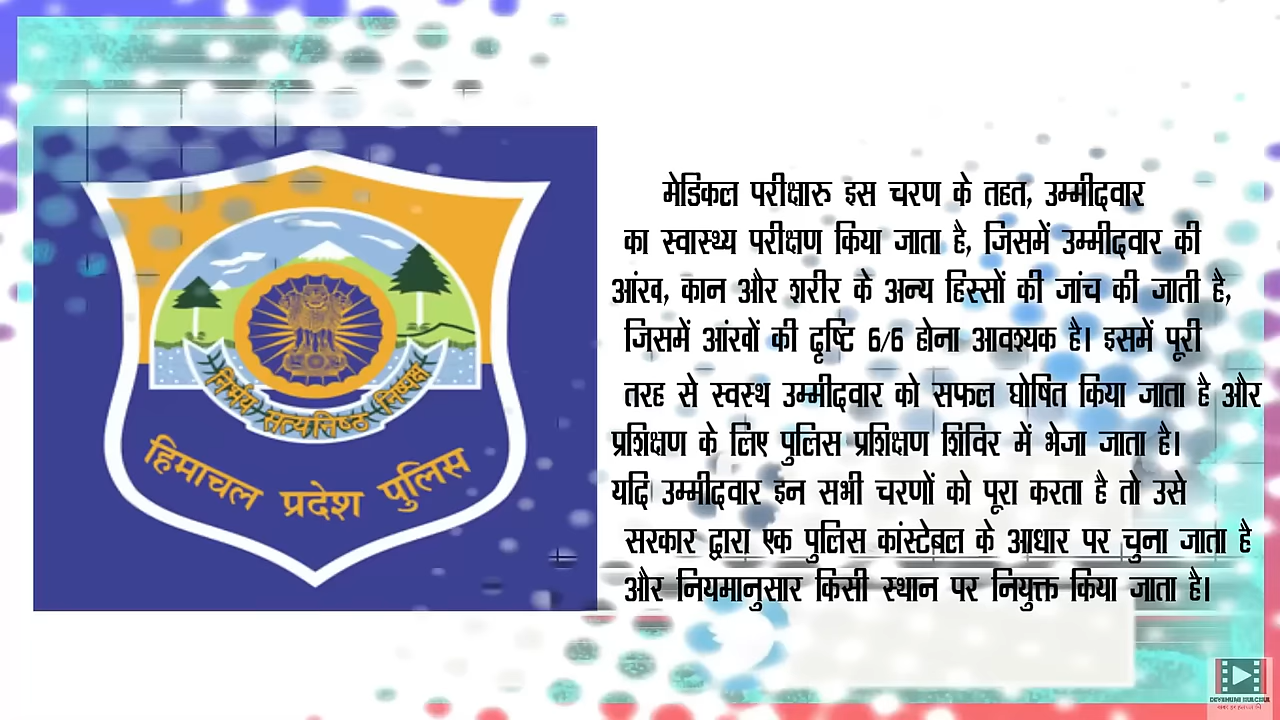 निर्भय सत्यनिष्ठ निष्पक्ष
हिमाचल प्रदेश पुलिस
मेडिकल परीक्षारु इस चरण के तहत, उम्मीदवार
का स्वास्थ्य परीक्षण किया जाता है, जिसमें उम्मीदवार की
आंख, कान और शरीर के अन्य हिस्सों की जांच की जाती है,
जिसमें आंखों की दृष्टि 6/6 होना आवश्यक है। इसमें पूरी
तरह से स्वस्थ उम्मीदवार को सफल घोषित किया जाता है और
प्रशिक्षण के लिए पुलिस प्रशिक्षण शिविर में भेजा जाता है।
यदि उम्मीदवार इन सभी चरणों को पूरा करता है तो उसे
सरकार द्वारा एक पुलिस कांस्टेबल के आधार पर चुना जाता है
और नियमानुसार किसी स्थान पर नियुक्त किया जाता है।